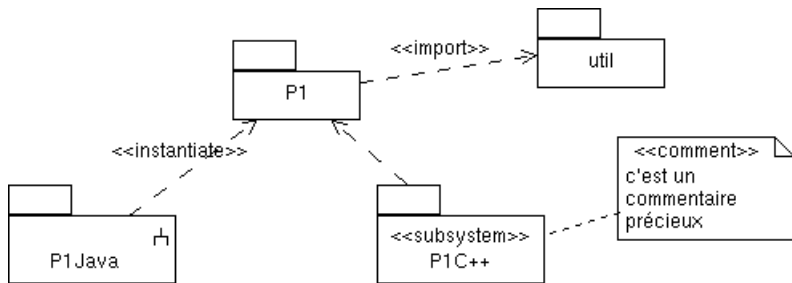 <<import>>
util
P1
<<instantiate>>
<<comment>>
c'est un
commentaire
précieux
<<subsystem>>
P1C++
P1Java